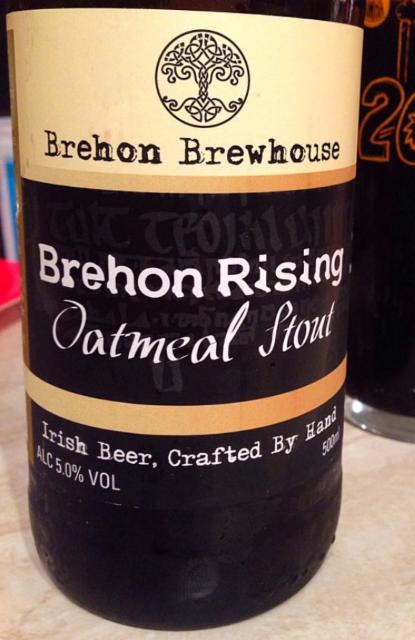 Brehon Brewhouse
Brehon Rising
Oatmeal Stout
Irish Beer, Crafted By Hand
ALC 5.0% VOL
500ml